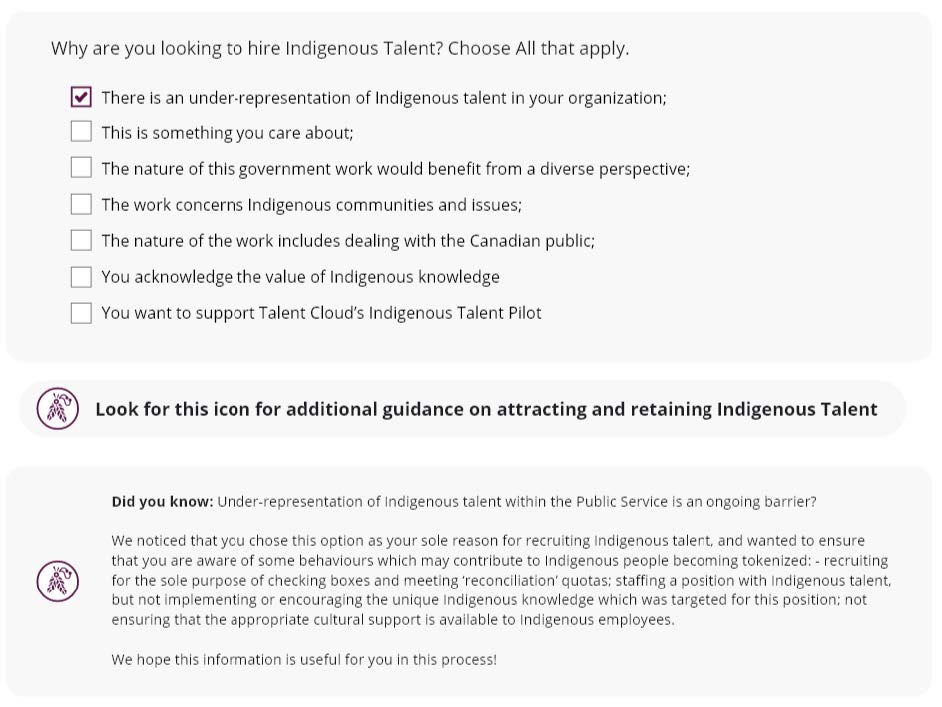 Why are you looking to hire Indigenous Talent? Choose All that apply.
There is an under-representation of Indigenous talent in your organization;
This is something you care about;
The nature of this government work would benefit from a diverse perspective;
The work concerns Indigenous communities and issues;
The nature of the work includes dealing with the Canadian public;
You acknowledge the value of Indigenous knowledge
You want to support Talent Cloud's Indigenous Talent Pilot
Look for this icon for additional guidance on attracting and retaining Indigenous Talent
Did you know: Under-representation of Indigenous talent within the Public Service is an ongoing barrier?
We noticed that you chose this option as your sole reason for recruiting Indigenous talent, and wanted to ensure
that you are aware of some behaviours which may contribute to Indigenous people becoming tokenized: - recruiting
for the sole purpose of checking boxes and meeting 'reconciliation' quotas; staffing a position with Indigenous talent,
but not implementing or encouraging the unique Indigenous knowledge which was targeted for this position; not
ensuring that the appropriate cultural support is available to Indigenous employees.
We hope this information is useful for you in this process!